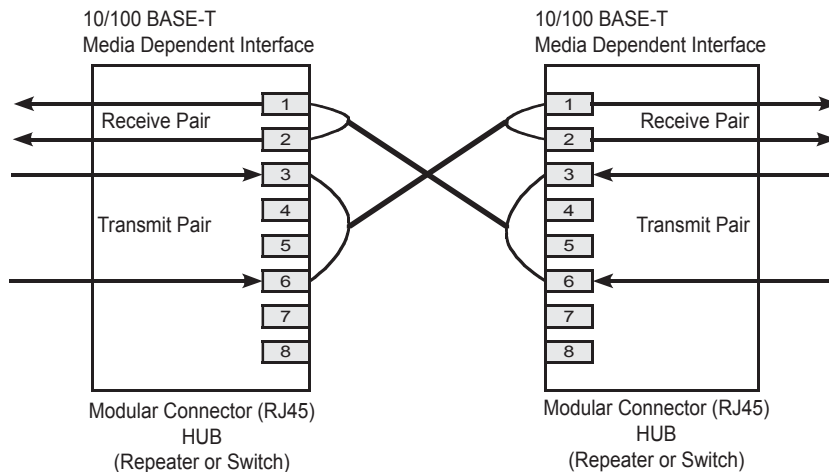 10/100 BASE-T
Media Dependent Interface
1
Receive Pair
2
3
4
Transmit Pair
5
6
7
8
Modular Connector (RJ45)
HUB
(Repeater or Switch)
10/100 BASE-T
Media Dependent Interface
1
Receive Pair
2
3
4
Transmit Pair
5
6
7
8
Modular Connector (RJ45)
HUB
(Repeater or Switch)